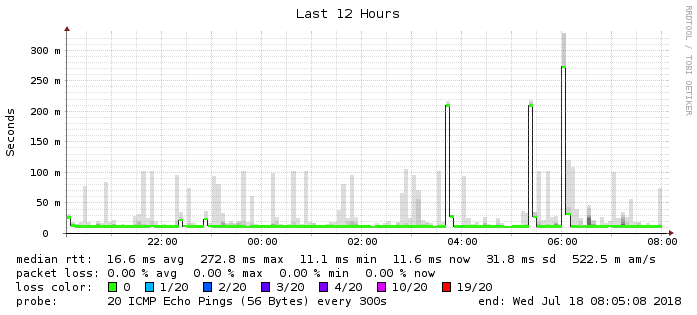 Last 12 Hours
RRDTOOL / TOBI OETIKER
Seconds
300 m
250 m
200 m
150 m
100 m
50 m
0
22:00 00:00 02:00 04:00 06:00 08:00
median rtt: 16.6 ms avg 272.8 ms max 11.1 ms min 11.6 ms now 31.8 ms sd 522.5 m am/s
packet loss: 0.00 % avg 0.00 % max 0.00 % min 0.00 % now
loss color: 0 1/20 2/20 3/20 4/20 10/20 19/20
probe: 20 ICMP Echo Pings (56 Bytes) every 300s end: Wed Jul 18 08:05:08 2018